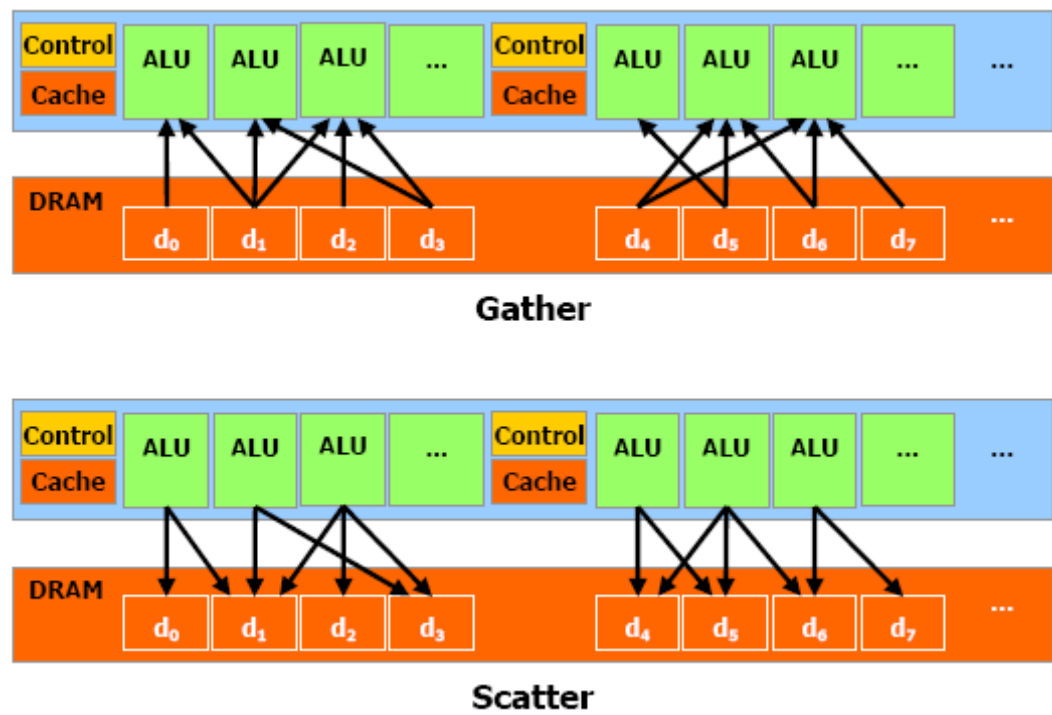 Control ALU ALU ALU ... Control ALU ALU ALU ... ...
Cache Cache
DRAM ...
d₀ d₁ d₂ d₃ d₄ d₅ d₆ d₇
Gather
Control ALU ALU ALU ... Control ALU ALU ALU ... ...
Cache Cache
DRAM ...
d₀ d₁ d₂ d₃ d₄ d₅ d₆ d₇
Scatter